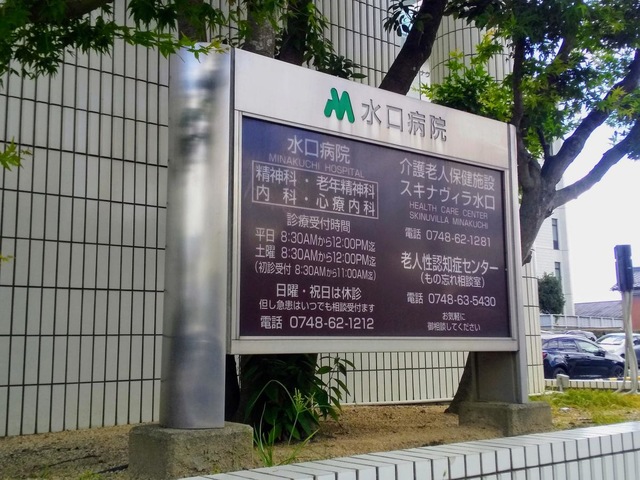 水口病院
水口病院
MINAKUCHI HOSPITAL
精神科・老年精神科
内科・心療内科
診療受付時間
平日 8:30AMから12:00PM迄
土曜 8:30AMから12:00PM迄
(初診受付 8:30AMから11:00AM迄)
日曜・祝日は休診
但し急患はいつでも相談受付ます
電話 0748-62-1212
介護老人保健施設
スキナヴィラ水口
HEALTH CARE CENTER
SKINUVILLA MINAKUCHI
電話 0748-62-1281
老人性認知症センター
(もの忘れ相談室)
電話 0748-63-5430
お気軽に
御相談してください